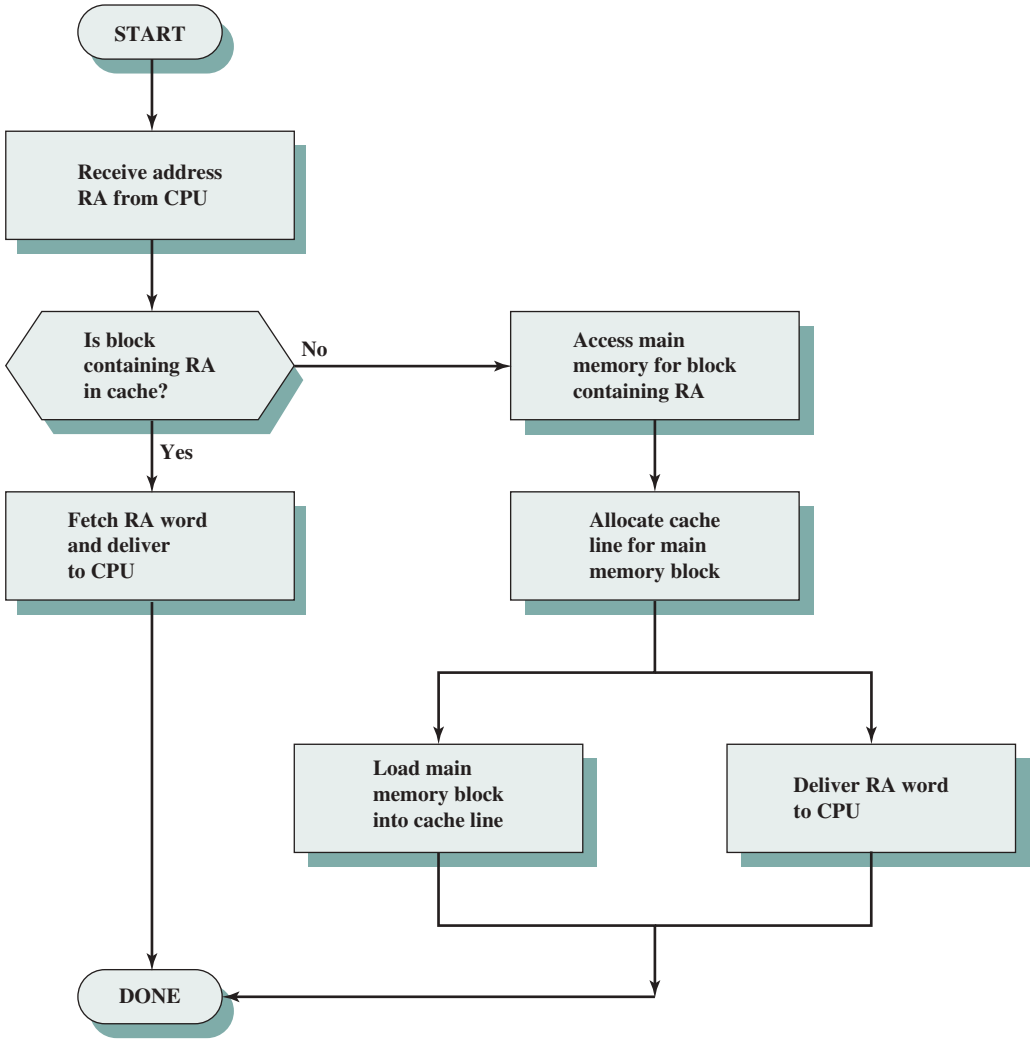 START
Receive address
RA from CPU
Is block
containing RA
in cache?
No
Access main
memory for block
containing RA
Yes
Fetch RA word
and deliver
to CPU
Allocate cache
line for main
memory block
Load main
memory block
into cache line
Deliver RA word
to CPU
DONE